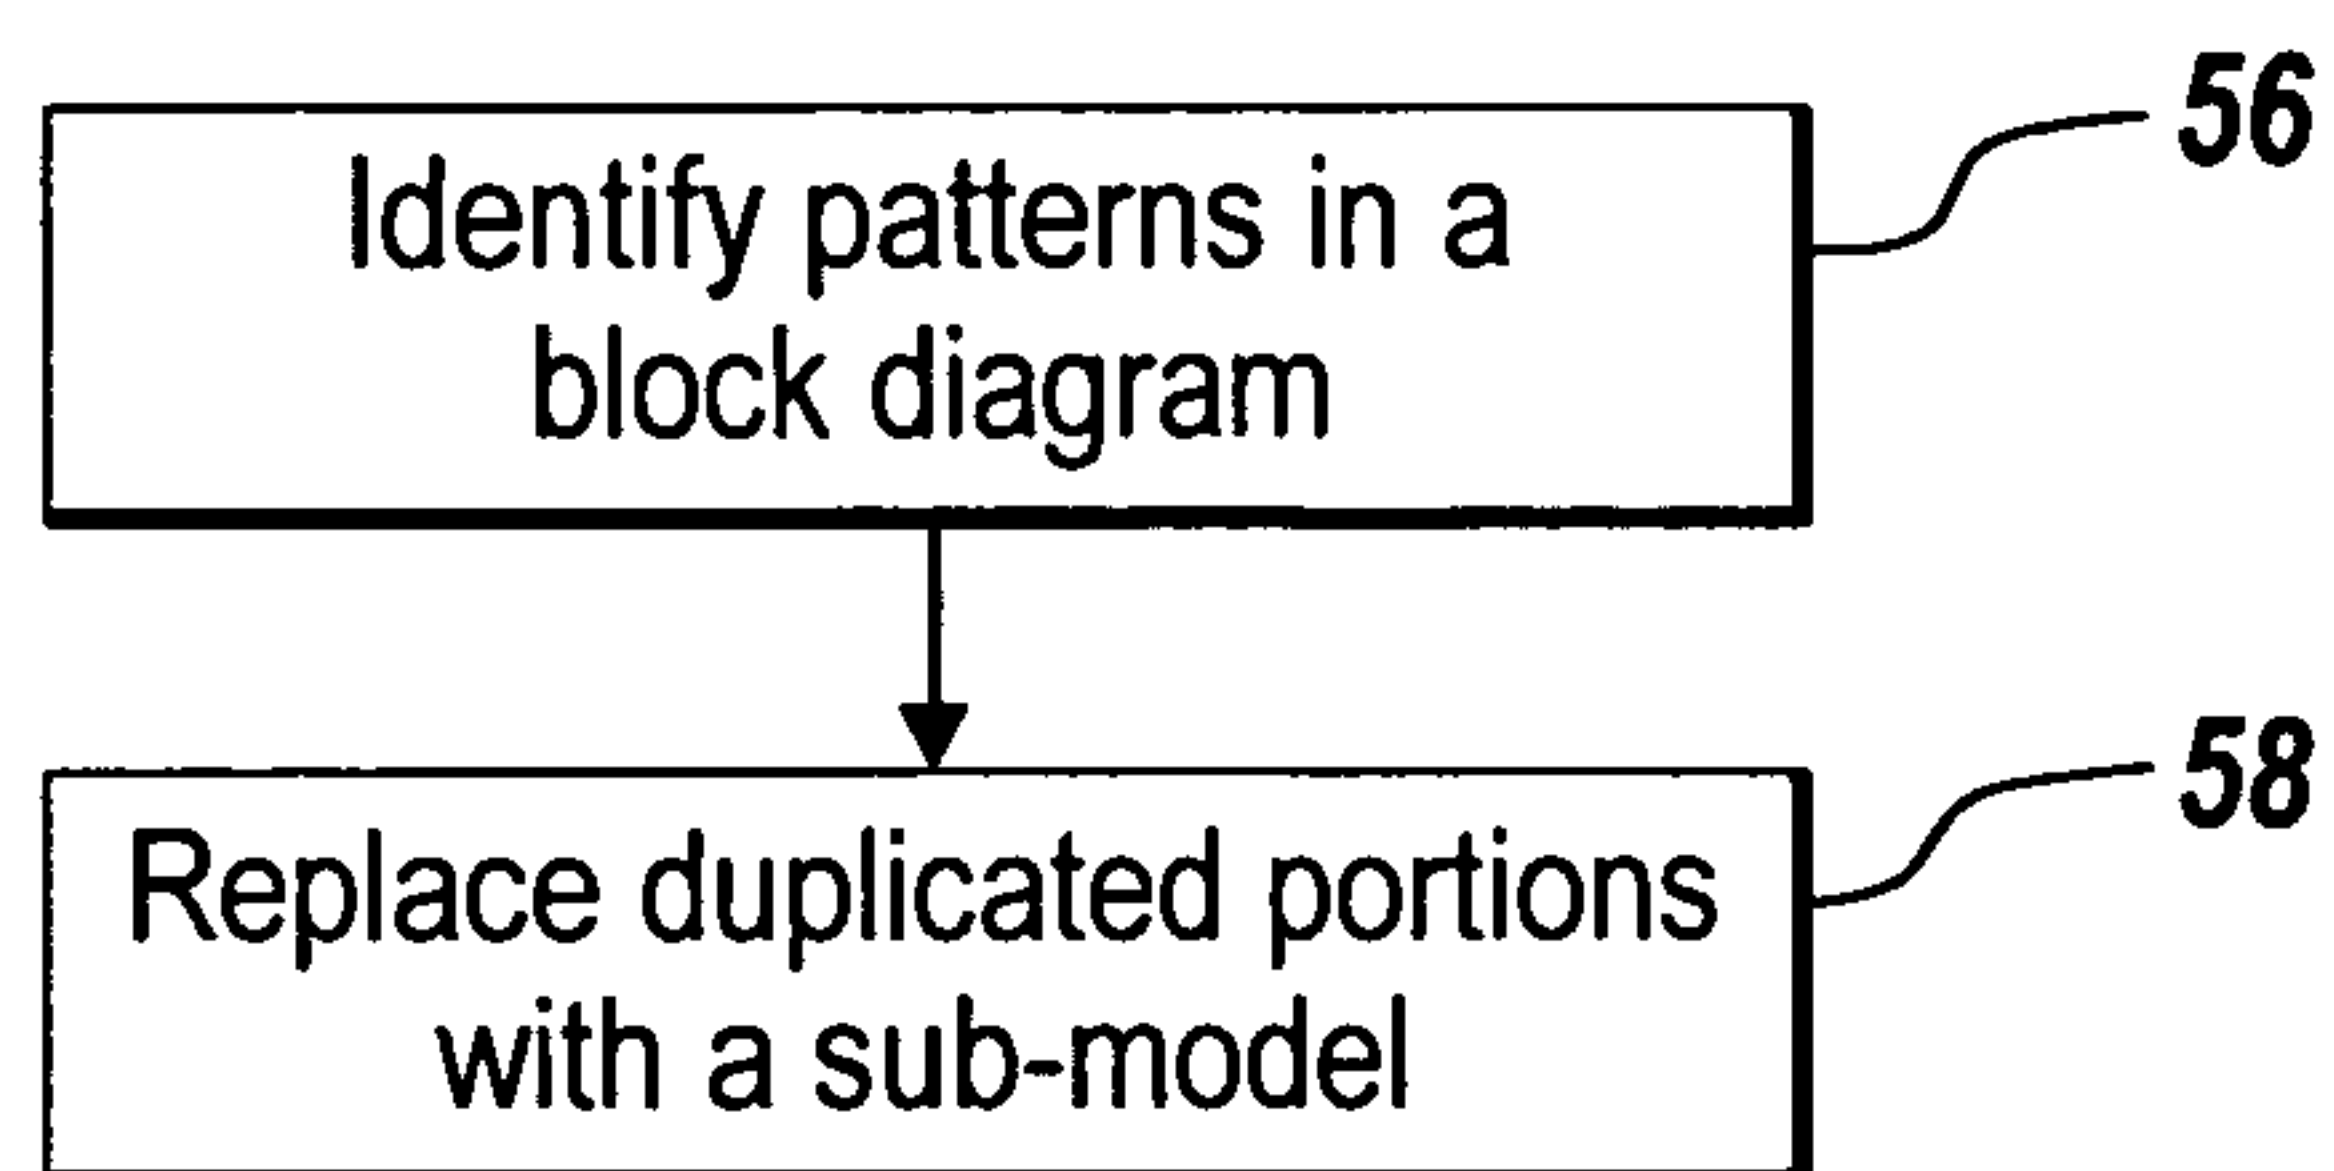 56
Identify patterns in a
block diagram
58
Replace duplicated portions
with a sub-model